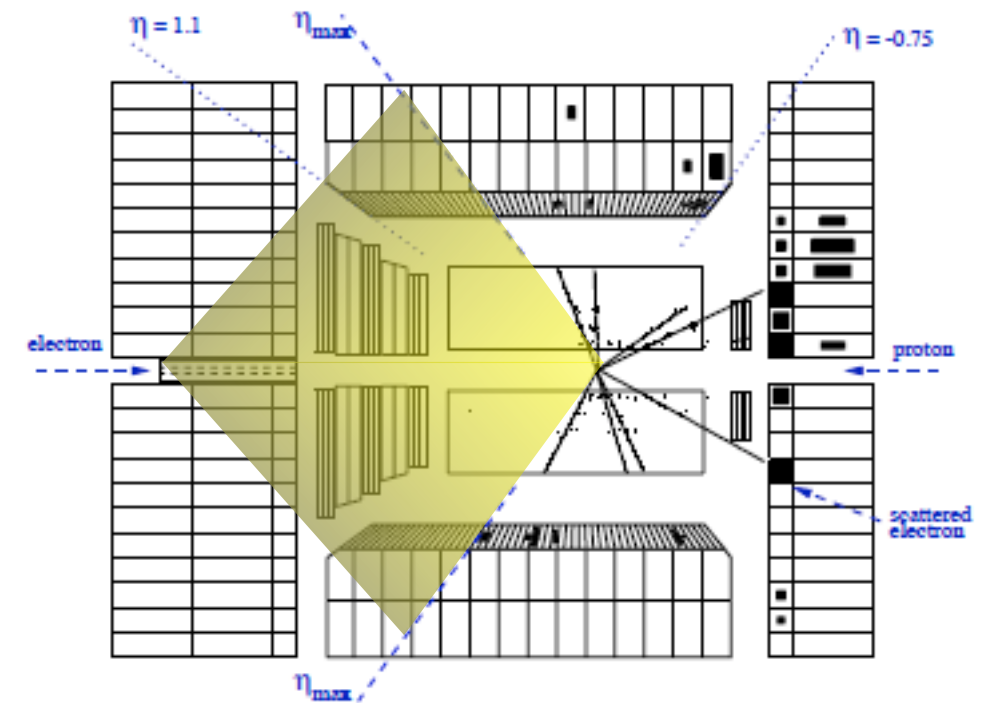 η = 1.1
ηmax
η = -0.75
electron
proton
scattered
electron
ηmax